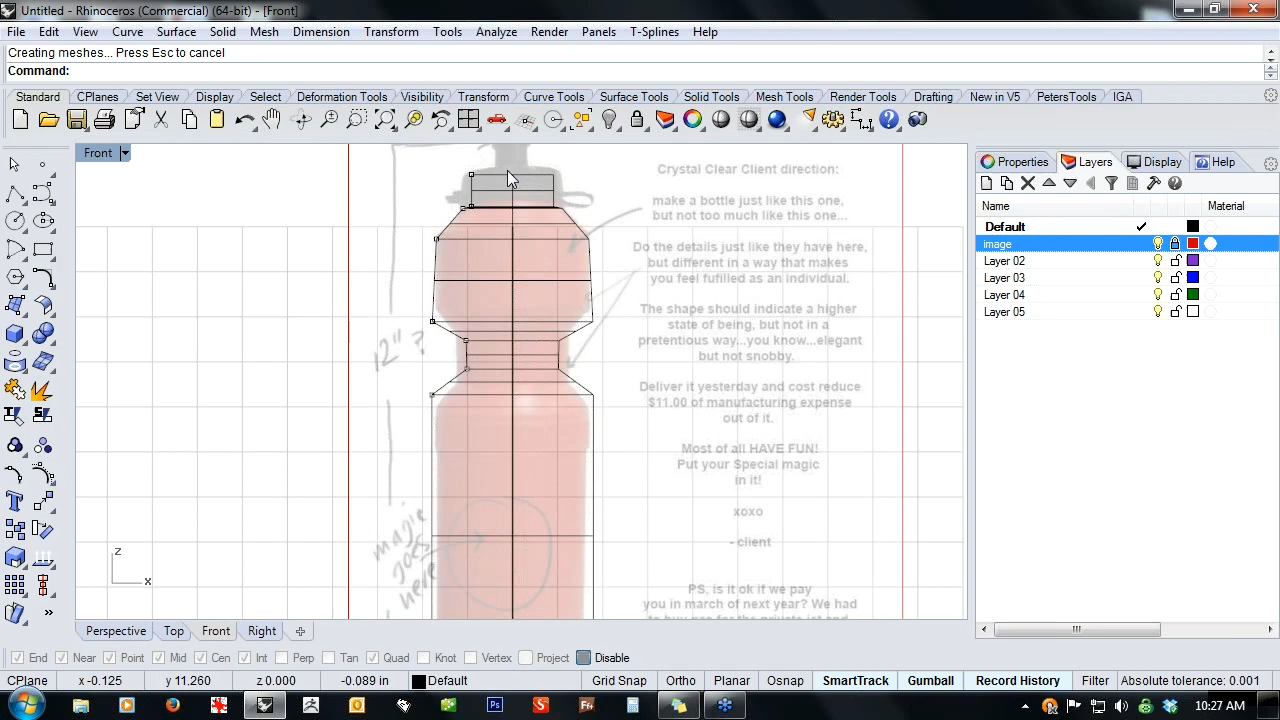 Untitled - Rhinoceros (Commercial) (64-bit) - [Front]
File Edit View Curve Surface Solid Mesh Dimension Transform Tools Analyze Render Panels T-Splines Help
Creating meshes... Press Esc to cancel
Command:
Standard CPlanes Set View Display Select Deformation Tools Visibility Transform Curve Tools Surface Tools Solid Tools Mesh Tools Render Tools Drafting New in V5 PetersTools IGA
Front
Properties Layers Display Help
Name Material
Default
image
Layer 02
Layer 03
Layer 04
Layer 05
Crystal Clear Client direction:
make a bottle just like this one,
but not too much like this one...
Do the details just like they have here,
but different in a way that makes
you feel fufilled as an individual.
The shape should indicate a higher
state of being, but not in a
pretentious way...you know...elegant
but not snobby.
Deliver it yesterday and cost reduce
$11.00 of manufacturing expense
out of it.
Most of all HAVE FUN!
Put your Special magic
in it!
xoxo
- client
PS. is it ok if we pay
you in march of next year? We had
12" ?
magic
goes
here
z
x
Perspective Top Front Right
End Near Point Mid Cen Int Perp Tan Quad Knot Vertex Project Disable
CPlane x -0.125 y 11.260 z 0.000 -0.089 in Default Grid Snap Ortho Planar Osnap SmartTrack Gumball Record History Filter Absolute tolerance: 0.001
10:27 AM